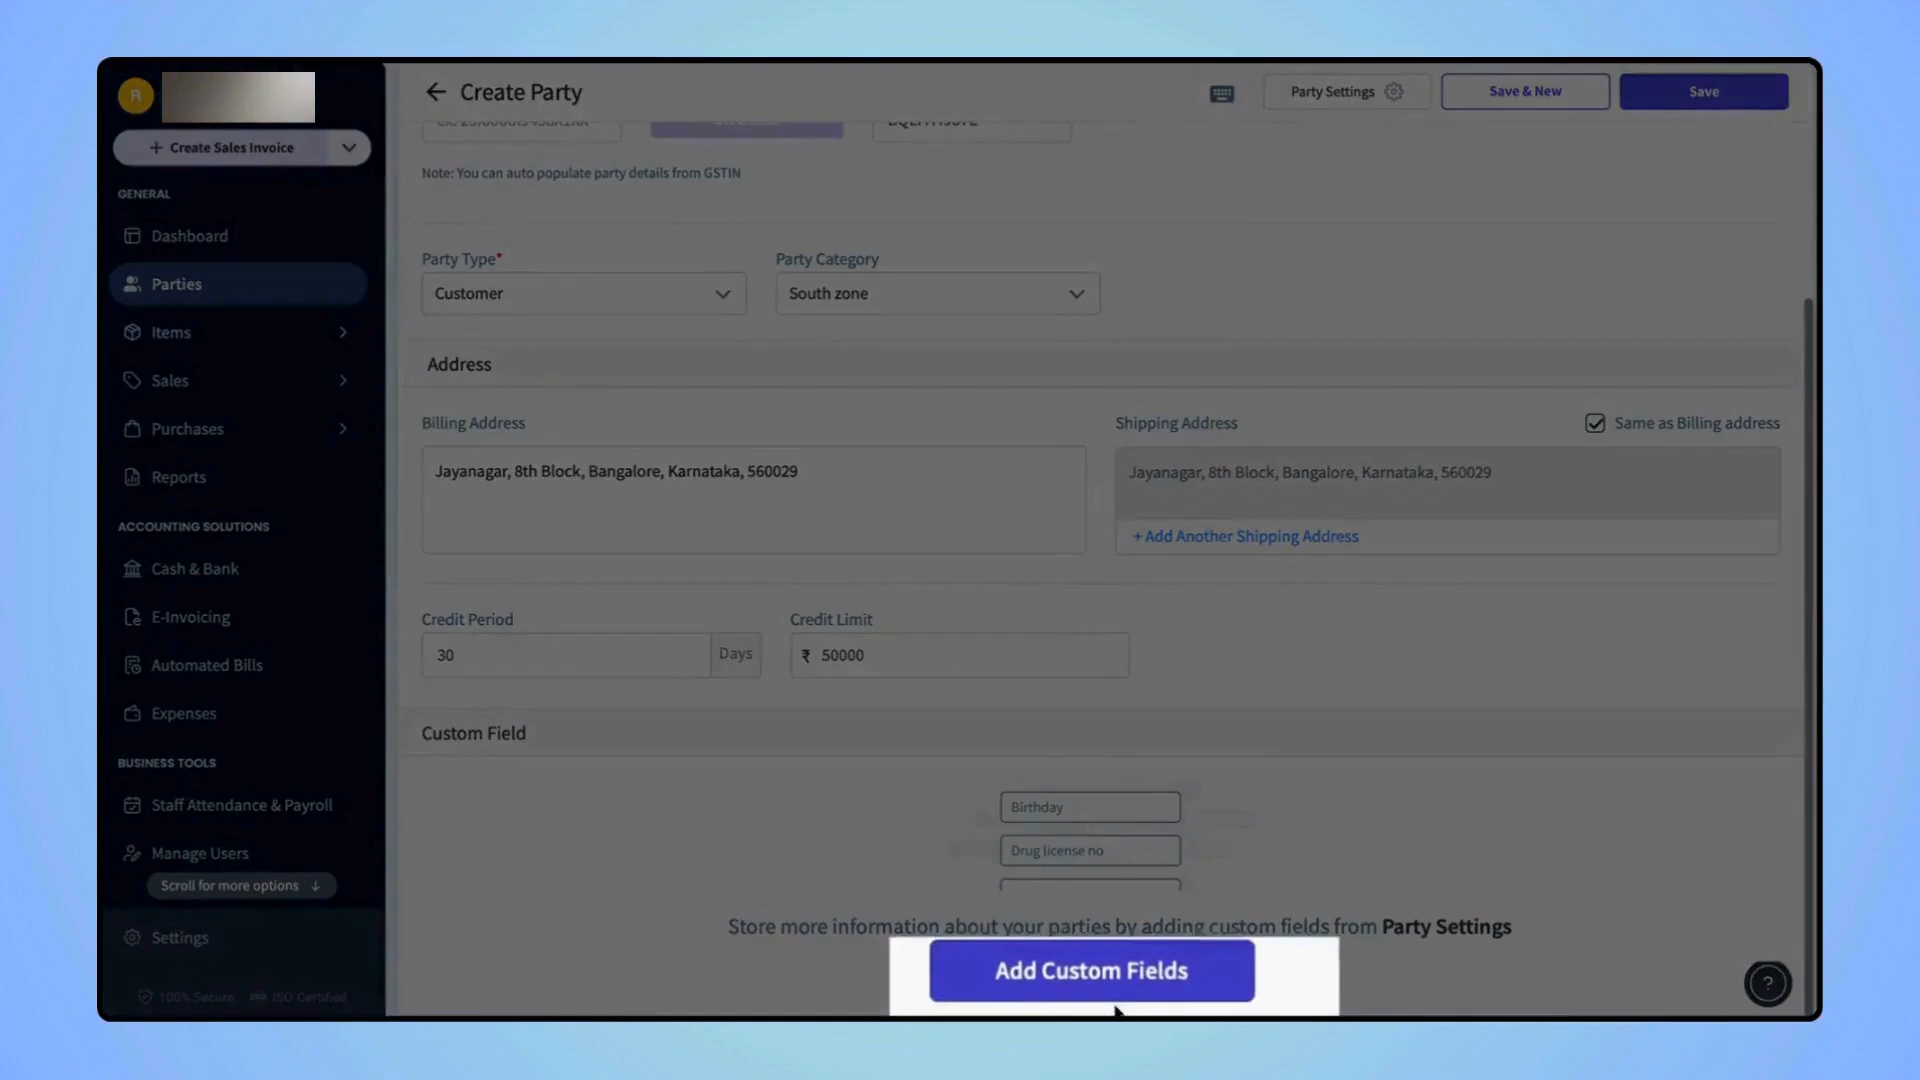 R
Create Party
Party Settings
Save & New
Save
+ Create Sales Invoice
Note: You can auto populate party details from GSTIN
GENERAL
Dashboard
Parties
Items
Sales
Purchases
Reports
ACCOUNTING SOLUTIONS
Cash & Bank
E-Invoicing
Automated Bills
Expenses
BUSINESS TOOLS
Staff Attendance & Payroll
Manage Users
Scroll for more options ↓
Settings
100% Secure
ISO Certified
Party Type*
Party Category
Customer
South zone
Address
Billing Address
Shipping Address
Same as Billing address
Jayanagar, 8th Block, Bangalore, Karnataka, 560029
Jayanagar, 8th Block, Bangalore, Karnataka, 560029
+ Add Another Shipping Address
Credit Period
Credit Limit
30
Days
₹ 50000
Custom Field
Birthday
Drug license no
Store more information about your parties by adding custom fields from Party Settings
Add Custom Fields
?